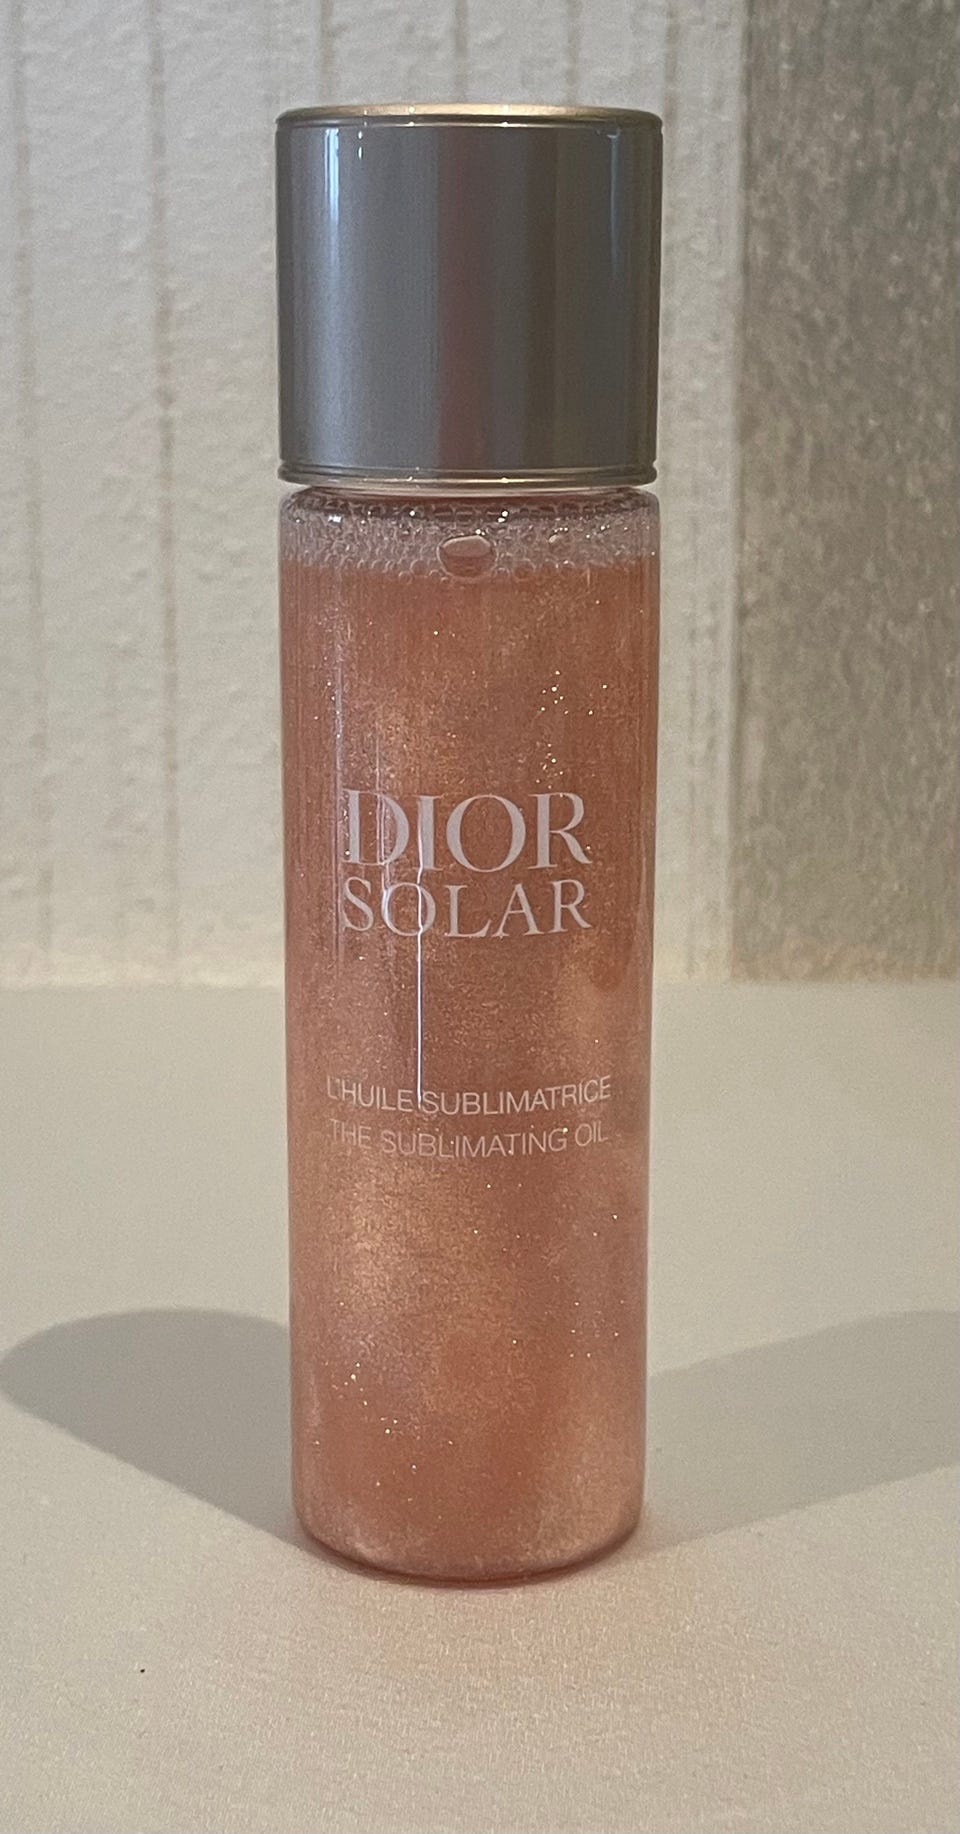 DIOR
SOLAR
L'HUILE SUBLIMATRICE
THE SUBLIMATING OIL